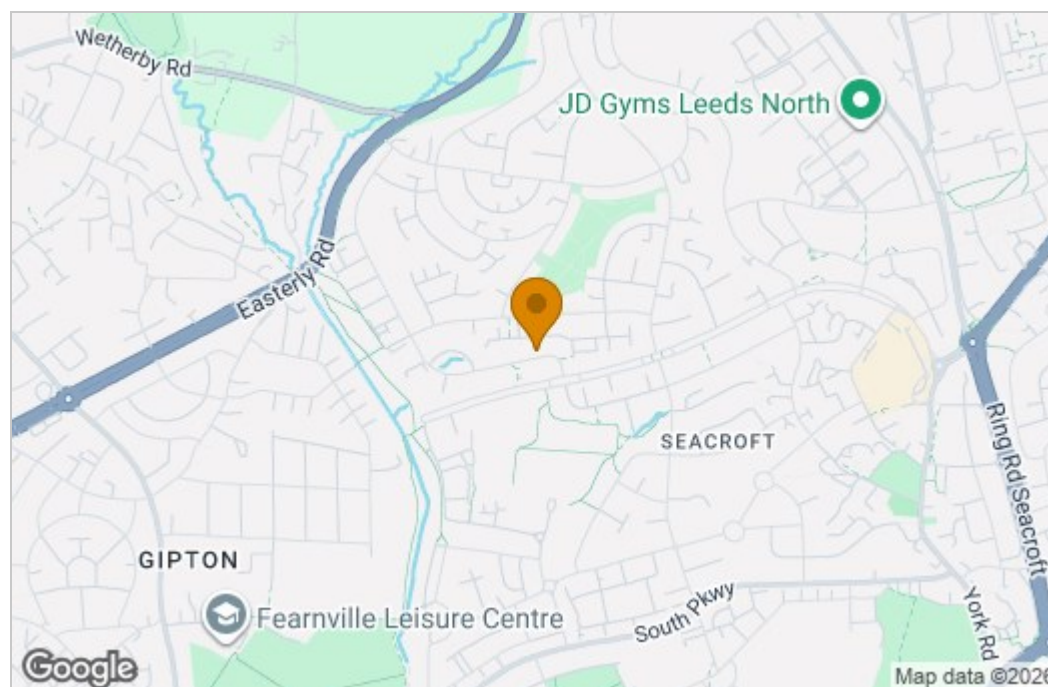 Wetherby Rd
JD Gyms Leeds North
Easterly Rd
SEACROFT
Ring Rd Seacroft
GIPTON
Fearnville Leisure Centre
South Pkwy
York Rd
Google
Map data ©2026